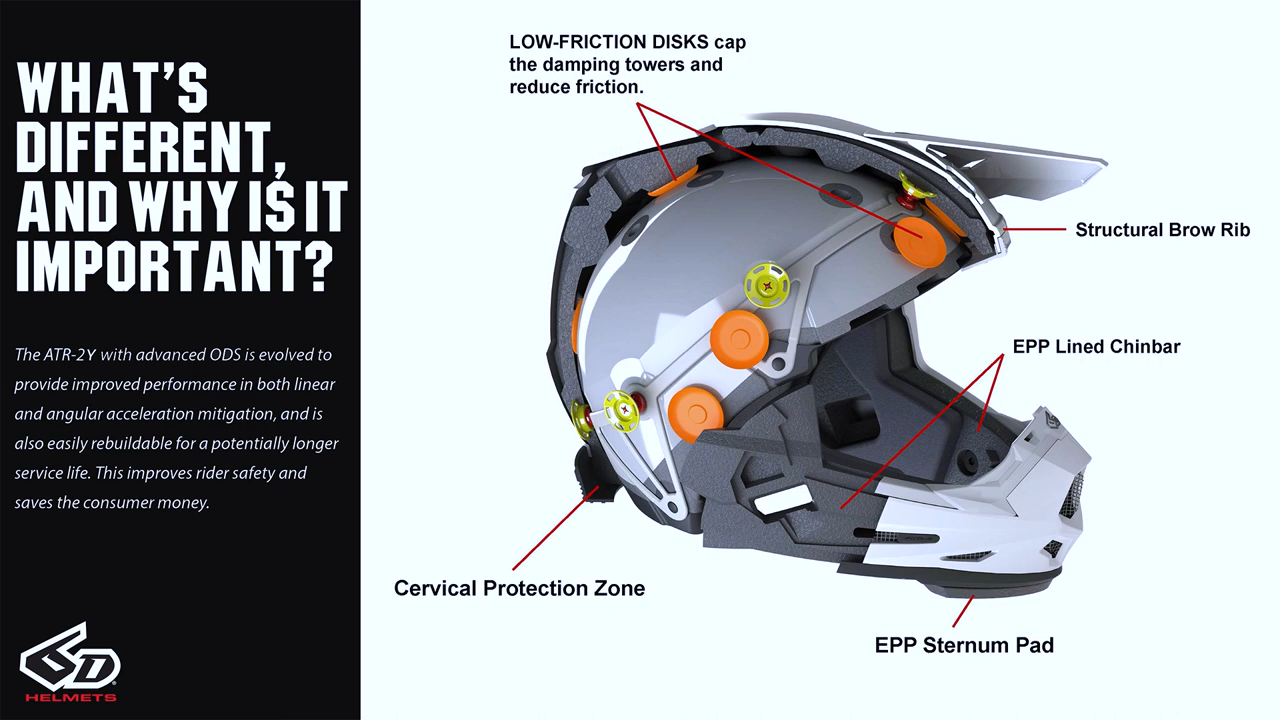 WHAT'S
DIFFERENT,
AND WHY IS IT
IMPORTANT?
The ATR-2Y with advanced ODS is evolved to
provide improved performance in both linear
and angular acceleration mitigation, and is
also easily rebuildable for a potentially longer
service life. This improves rider safety and
saves the consumer money.
6D
HELMETS
LOW-FRICTION DISKS cap
the damping towers and
reduce friction.
Structural Brow Rib
EPP Lined Chinbar
Cervical Protection Zone
EPP Sternum Pad